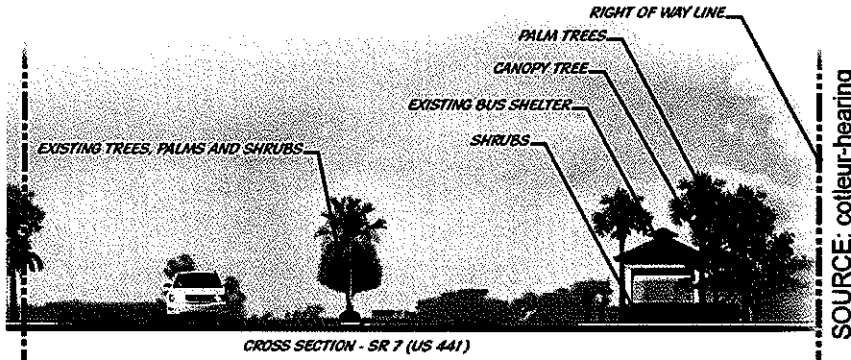 RIGHT OF WAY LINE
PALM TREES
CANOPY TREE
EXISTING BUS SHELTER
EXISTING TREES, PALMS AND SHRUBS
SHRUBS
CROSS SECTION - SR 7 (US 441)
SOURCE: cotleur-hearing